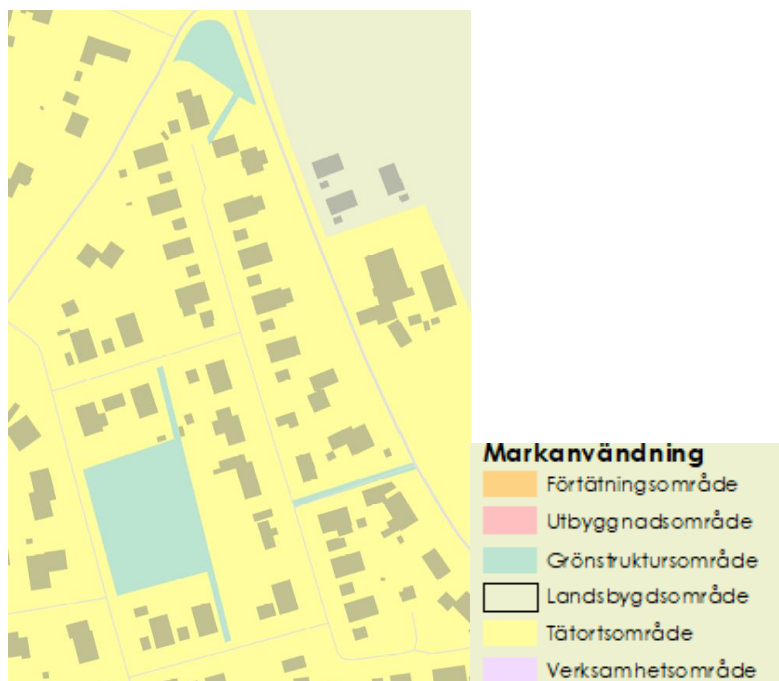 Markanvändning
Förtätningsområde
Utbyggnadsområde
Grönstruktursområde
Landsbygdsområde
Tätortsområde
Verksamhetsområde